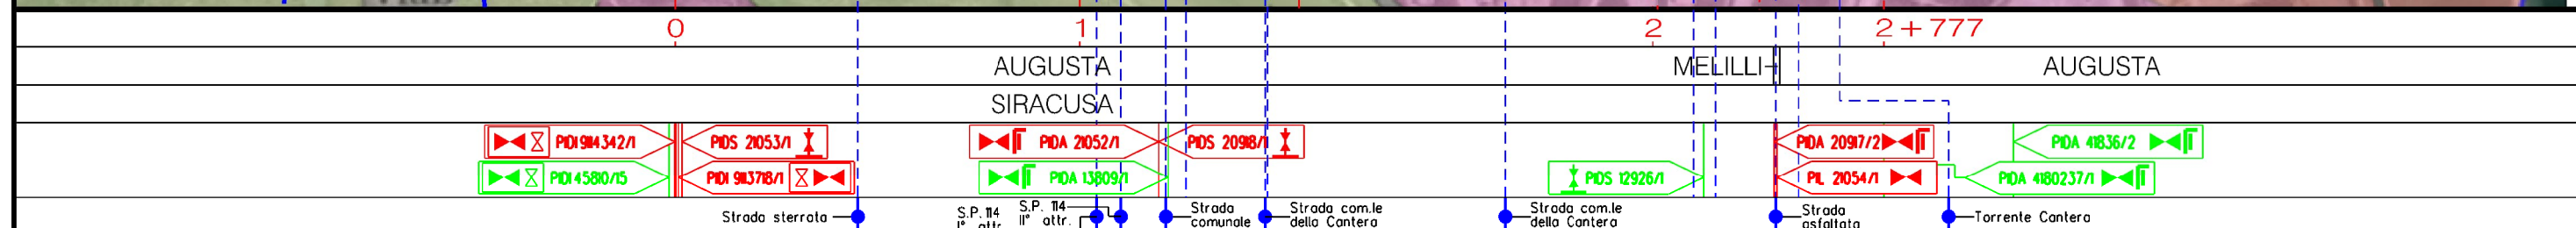 0 1 2 2+777
AUGUSTA MELILLI AUGUSTA
SIRACUSA
PIDI 9114342/1 PIDS 21053/1 PIDA 21052/1 PIDS 20918/1 PIDA 20917/2 PIDA 41836/2
PIDI 45810/15 PIDI 9113718/1 PIDA 13809/1 PIDS 12926/1 PIL 21054/1 PIDA 4180237/1
Strada sterrata
S.P. 114
I° attr.
S.P. 114
II° attr.
Strada
comunale
Strada com.le
della Cantera
Strada com.le
della Cantera
Strada
asfaltata
Torrente Cantera